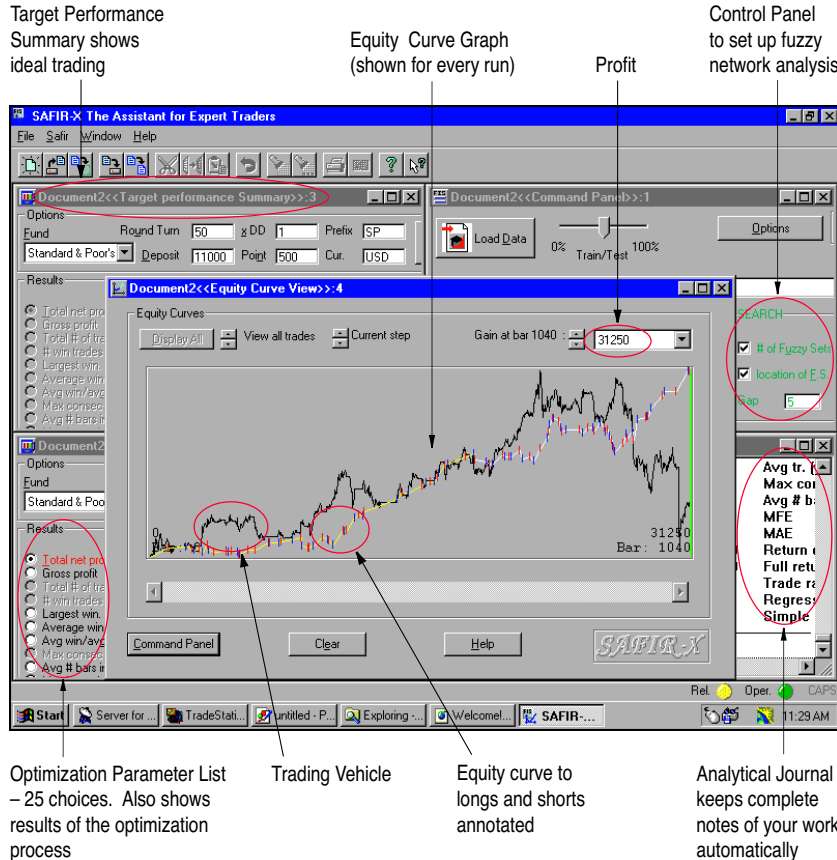 Target Performance
Summary shows
ideal trading
Equity Curve Graph
(shown for every run)
Profit
Control Panel
to set up fuzzy
network analysis
SAFIR-X The Assistant for Expert Traders
File Safir Window Help
Document2<<Target performance Summary>>:3
Options
Fund
Round Turn 50 x DD 1 Prefix SP
Standard & Poor's Deposit 11000 Point 500 Cur. USD
Results
Total net pro
Gross profit
Total # of tra
# win trades
Largest win.
Average win
Avg win/avg
Max consec
Avg # bars in
Document2<<Command Panel>>:1
Load Data
0% Train/Test 100%
Options
SEARCH
# of Fuzzy Sets
location of F.S.
Gap 5
Document2<<Equity Curve View>>:4
Equity Curves
Display All View all trades Current step Gain at bar 1040 : 31250
0
31250
Bar: 1040
Command Panel Clear Help SAFIR-X
Document2
Options
Fund
Standard & Poo
Results
Total net pro
Gross profit
Total # of tra
# win trades
Largest win.
Average win
Avg win/avg
Max consec
Avg # bars in
Avg tr. (
Max cor
Avg # ba
MFE
MAE
Return
Full retu
Trade ra
Regress
Simple
Rel. Oper. CAPS
Start Server for ... TradeStati... untitled - P... Exploring -... Welcome!... SAFIR-... 11:29 AM
Optimization Parameter List
– 25 choices. Also shows
results of the optimization
process
Trading Vehicle
Equity curve to
longs and shorts
annotated
Analytical Journal
keeps complete
notes of your work
automatically